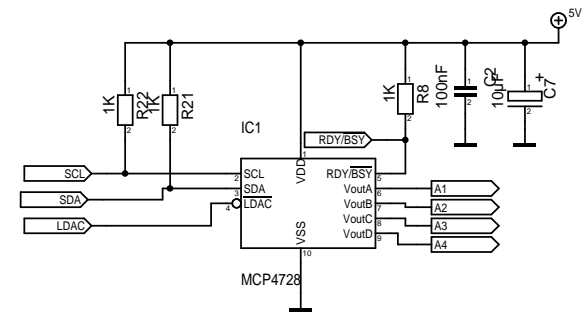 5V
1
2
1K
R22
1
2
1K
R21
1
2
1K
R8
1
2
100nF
C2
1
2
10µF
C7
+
IC1
RDY/BSY
1
VDD
SCL
2
SCL
SDA
3
SDA
LDAC
4
LDAC
RDY/BSY
5
VoutA
6
A1
VoutB
7
A2
VoutC
8
A3
VoutD
9
A4
VSS
10
MCP4728